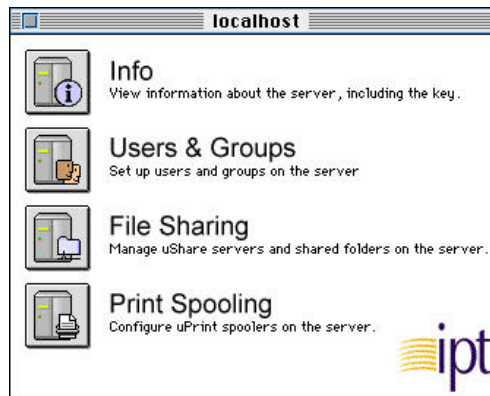 localhost
Info
View information about the server, including the key.
Users & Groups
Set up users and groups on the server
File Sharing
Manage uShare servers and shared folders on the server.
Print Spooling
Configure uPrint spoolers on the server.
ipt